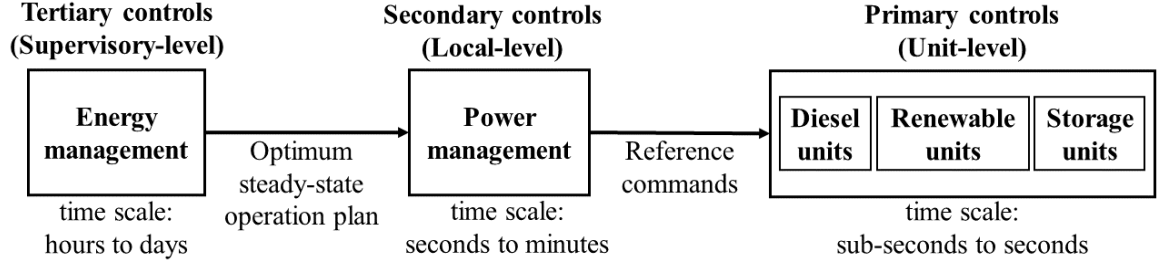 Tertiary controls
(Supervisory-level)
Energy
management
time scale:
hours to days
Optimum
steady-state
operation plan
Secondary controls
(Local-level)
Power
management
time scale:
seconds to minutes
Reference
commands
Primary controls
(Unit-level)
Diesel
units
Renewable
units
Storage
units
time scale:
sub-seconds to seconds